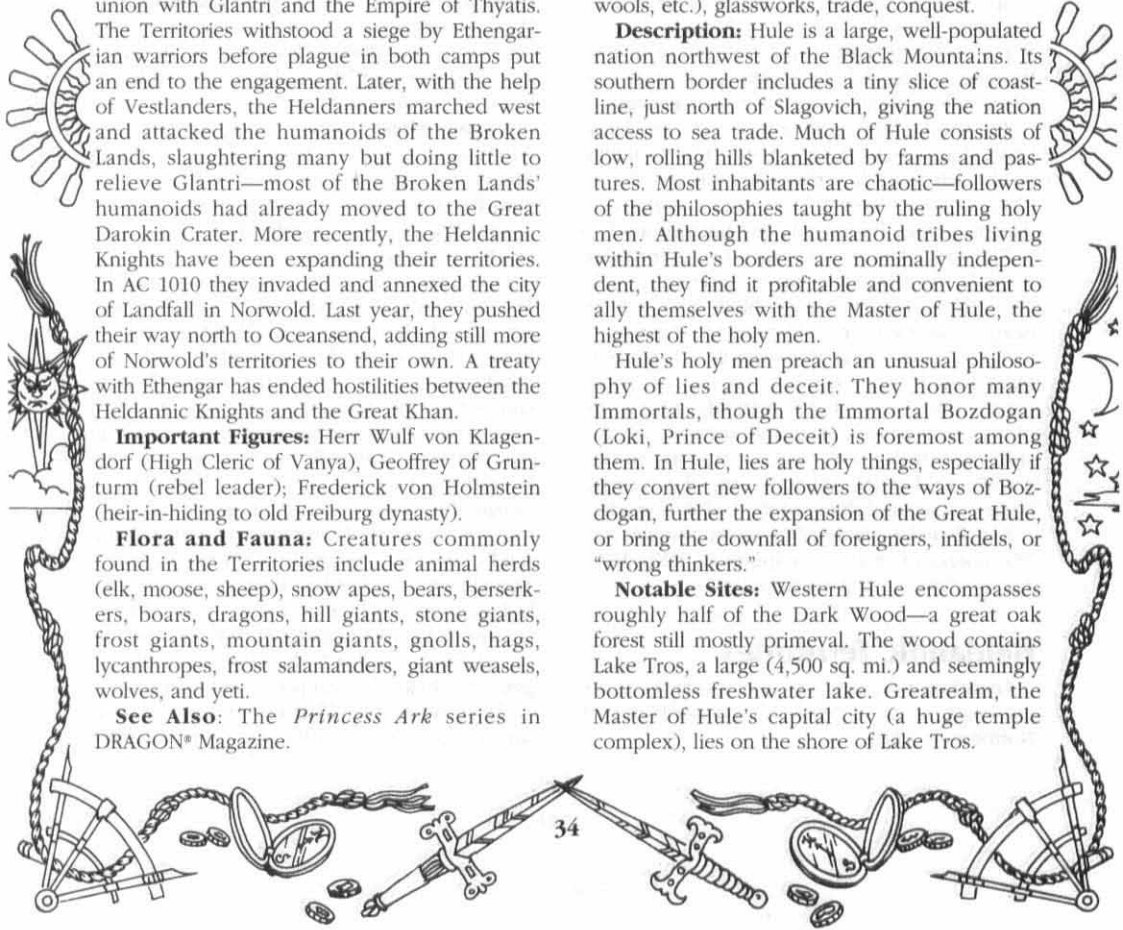 union with Glantri and the Empire of Thyatis.
The Territories withstood a siege by Ethengar-
ian warriors before plague in both camps put
an end to the engagement. Later, with the help
of Vestlanders, the Heldanners marched west
and attacked the humanoids of the Broken
Lands, slaughtering many but doing little to
relieve Glantri—most of the Broken Lands'
humanoids had already moved to the Great
Darokin Crater. More recently, the Heldannic
Knights have been expanding their territories.
In AC 1010 they invaded and annexed the city
of Landfall in Norwold. Last year, they pushed
their way north to Oceansend, adding still more
of Norwold's territories to their own. A treaty
with Ethengar has ended hostilities between the
Heldannic Knights and the Great Khan.
Important Figures: Herr Wulf von Klagen-
dorf (High Cleric of Vanya), Geoffrey of Grun-
turm (rebel leader); Frederick von Holmstein
(heir-in-hiding to old Freiburg dynasty).
Flora and Fauna: Creatures commonly
found in the Territories include animal herds
(elk, moose, sheep), snow apes, bears, berserk-
ers, boars, dragons, hill giants, stone giants,
frost giants, mountain giants, gnolls, hags,
lycanthropes, frost salamanders, giant weasels,
wolves, and yeti.
See Also: The Princess Ark series in
DRAGON® Magazine.
wools, etc.), glassworks, trade, conquest.
Description: Hule is a large, well-populated
nation northwest of the Black Mountains. Its
southern border includes a tiny slice of coast-
line, just north of Slagovich, giving the nation
access to sea trade. Much of Hule consists of
low, rolling hills blanketed by farms and pas-
tures. Most inhabitants are chaotic—followers
of the philosophies taught by the ruling holy
men. Although the humanoid tribes living
within Hule's borders are nominally indepen-
dent, they find it profitable and convenient to
ally themselves with the Master of Hule, the
highest of the holy men.
Hule's holy men preach an unusual philoso-
phy of lies and deceit. They honor many
Immortals, though the Immortal Bozdogan
(Loki, Prince of Deceit) is foremost among
them. In Hule, lies are holy things, especially if
they convert new followers to the ways of Boz-
dogan, further the expansion of the Great Hule,
or bring the downfall of foreigners, infidels, or
"wrong thinkers."
Notable Sites: Western Hule encompasses
roughly half of the Dark Wood—a great oak
forest still mostly primeval. The wood contains
Lake Tros, a large (4,500 sq. mi.) and seemingly
bottomless freshwater lake. Greatrealm, the
Master of Hule's capital city (a huge temple
complex), lies on the shore of Lake Tros.
34